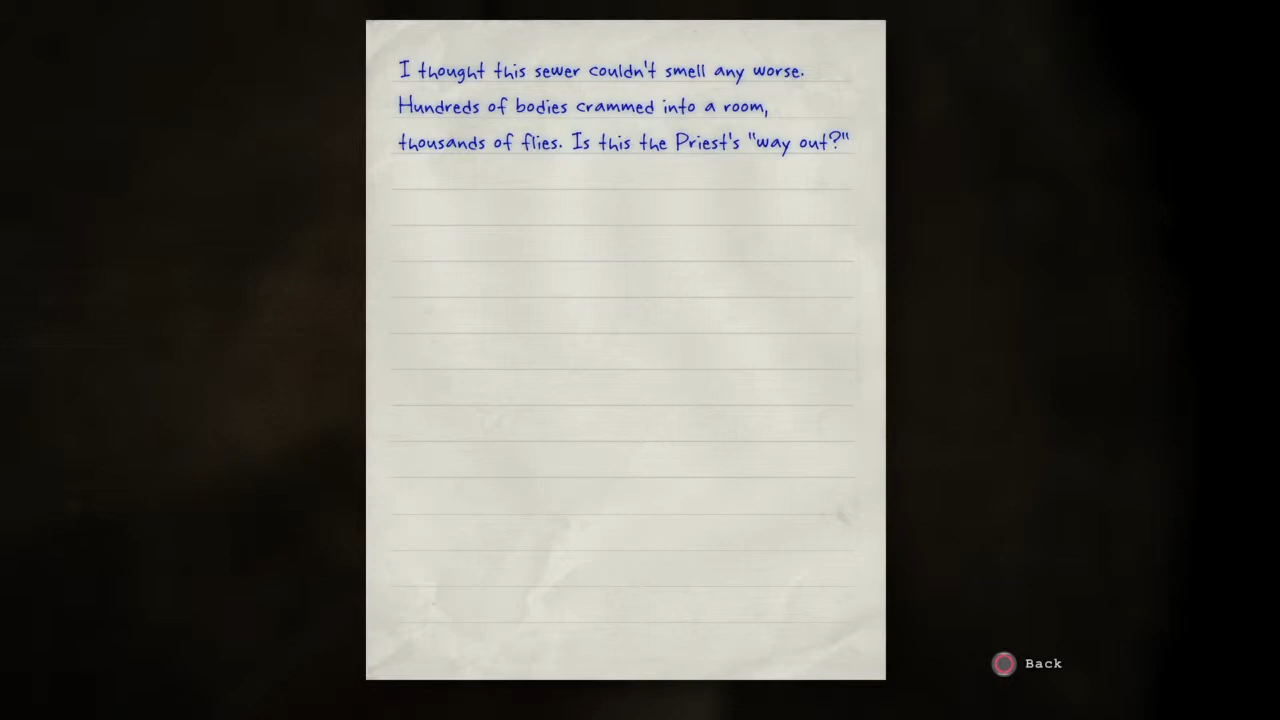 I thought this sewer couldn't smell any worse.
Hundreds of bodies crammed into a room,
thousands of flies. Is this the Priest's "way out?"
Back